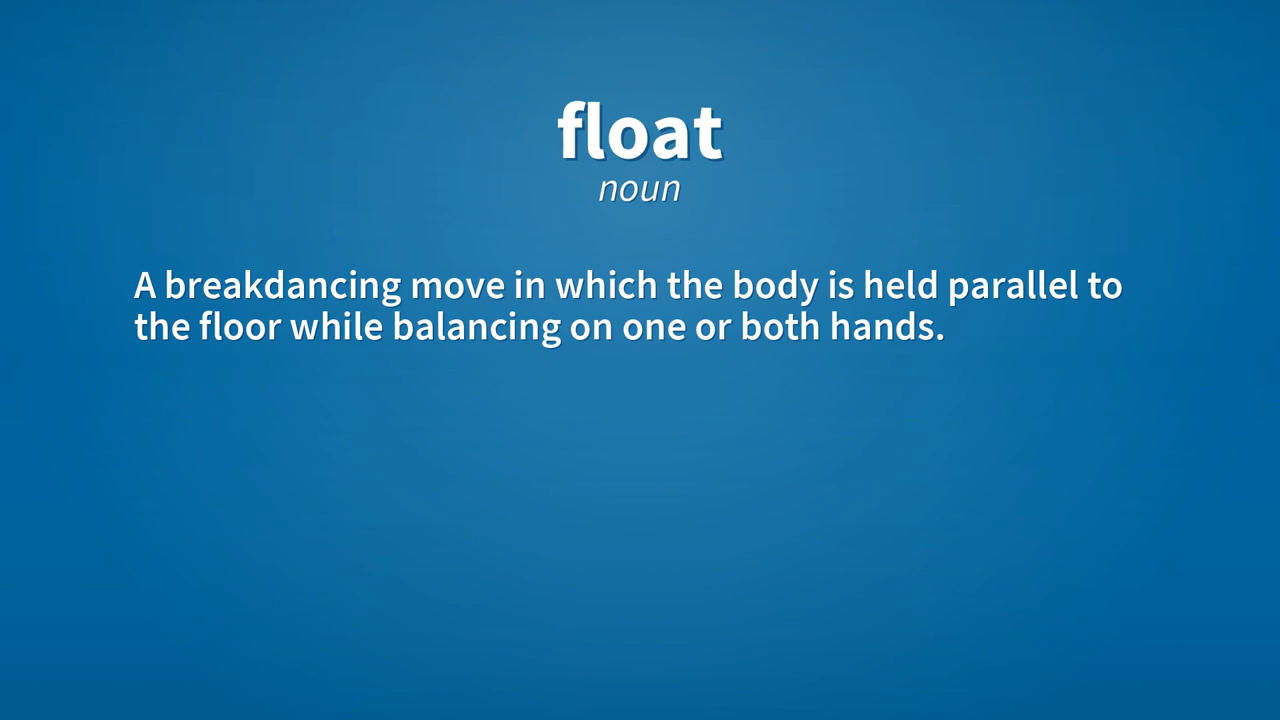 float
noun
A breakdancing move in which the body is held parallel to
the floor while balancing on one or both hands.